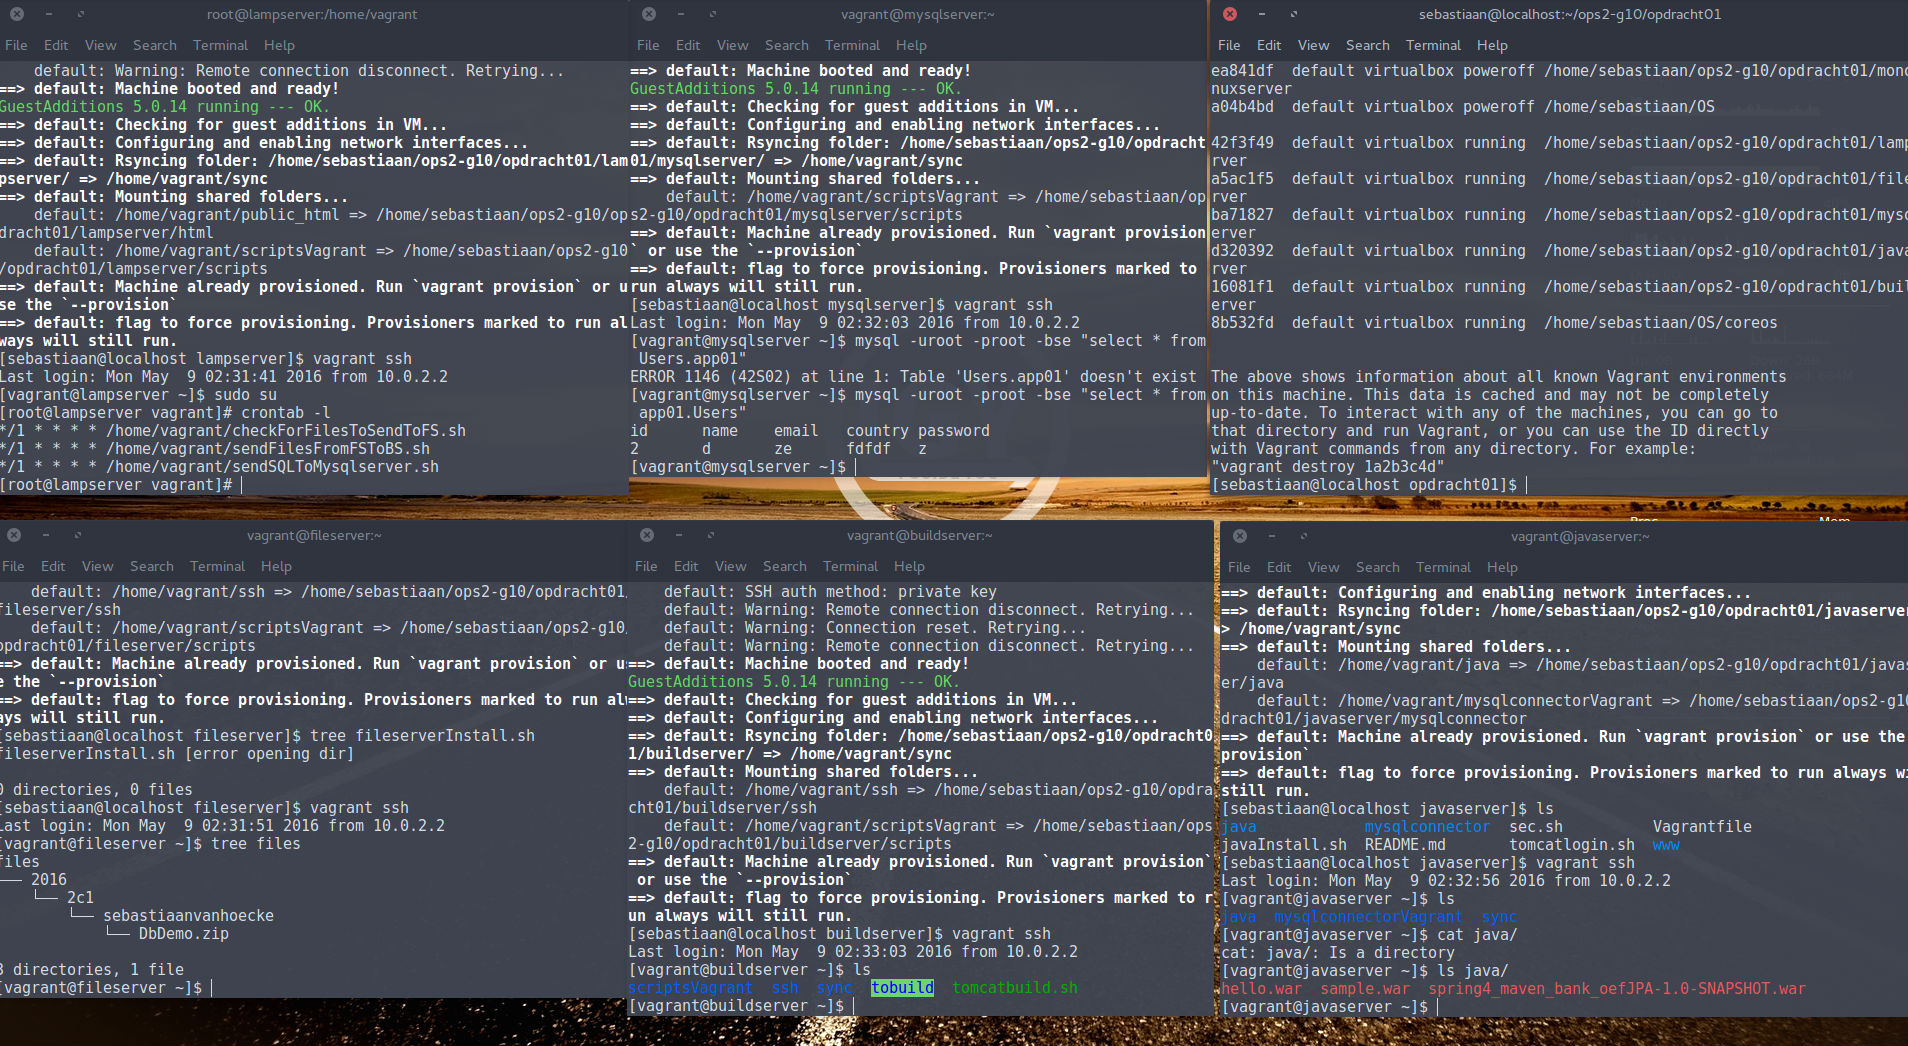 root@lampserver:/home/vagrant
File Edit View Search Terminal Help
default: Warning: Remote connection disconnect. Retrying...
==> default: Machine booted and ready!
GuestAdditions 5.0.14 running --- OK.
==> default: Checking for guest additions in VM...
==> default: Configuring and enabling network interfaces...
==> default: Rsyncing folder: /home/sebastiaan/ops2-g10/opdracht01/lam
pserver/ => /home/vagrant/sync
==> default: Mounting shared folders...
default: /home/vagrant/public_html => /home/sebastiaan/ops2-g10/op
dracht01/lampserver/html
default: /home/vagrant/scriptsVagrant => /home/sebastiaan/ops2-g10
/opdracht01/lampserver/scripts
==> default: Machine already provisioned. Run `vagrant provision` or u
se the `--provision`
==> default: flag to force provisioning. Provisioners marked to run al
ways will still run.
[sebastiaan@localhost lampserver]$ vagrant ssh
Last login: Mon May  9 02:31:41 2016 from 10.0.2.2
[vagrant@lampserver ~]$ sudo su
[root@lampserver vagrant]# crontab -l
*/1 * * * * /home/vagrant/checkForFilesToSendToFS.sh
*/1 * * * * /home/vagrant/sendFilesFromFSToBS.sh
*/1 * * * * /home/vagrant/sendSQLToMysqlserver.sh
[root@lampserver vagrant]#
vagrant@mysqlserver:~
File Edit View Search Terminal Help
==> default: Machine booted and ready!
GuestAdditions 5.0.14 running --- OK.
==> default: Checking for guest additions in VM...
==> default: Configuring and enabling network interfaces...
==> default: Rsyncing folder: /home/sebastiaan/ops2-g10/opdracht
01/mysqlserver/ => /home/vagrant/sync
==> default: Mounting shared folders...
default: /home/vagrant/scriptsVagrant => /home/sebastiaan/op
s2-g10/opdracht01/mysqlserver/scripts
==> default: Machine already provisioned. Run `vagrant provision
` or use the `--provision`
==> default: flag to force provisioning. Provisioners marked to
run always will still run.
[sebastiaan@localhost mysqlserver]$ vagrant ssh
Last login: Mon May  9 02:32:03 2016 from 10.0.2.2
[vagrant@mysqlserver ~]$ mysql -uroot -proot -bse "select * from
Users.app01"
ERROR 1146 (42S02) at line 1: Table 'Users.app01' doesn't exist
[vagrant@mysqlserver ~]$ mysql -uroot -proot -bse "select * from
app01.Users"
id name email country password
2 d ze fdfdf z
[vagrant@mysqlserver ~]$
sebastiaan@localhost:~/ops2-g10/opdracht01
File Edit View Search Terminal Help
ea841df  default virtualbox poweroff /home/sebastiaan/ops2-g10/opdracht01/mono
nuxserver
a04b4bd  default virtualbox poweroff /home/sebastiaan/OS
42f3f49  default virtualbox running  /home/sebastiaan/ops2-g10/opdracht01/lamp
rver
a5ac1f5  default virtualbox running  /home/sebastiaan/ops2-g10/opdracht01/file
rver
ba71827  default virtualbox running  /home/sebastiaan/ops2-g10/opdracht01/myso
erver
d320392  default virtualbox running  /home/sebastiaan/ops2-g10/opdracht01/java
rver
16081f1  default virtualbox running  /home/sebastiaan/ops2-g10/opdracht01/buil
erver
8b532fd  default virtualbox running  /home/sebastiaan/OS/coreos
The above shows information about all known Vagrant environments
on this machine. This data is cached and may not be completely
up-to-date. To interact with any of the machines, you can go to
that directory and run Vagrant, or you can use the ID directly
with Vagrant commands from any directory. For example:
"vagrant destroy 1a2b3c4d"
[sebastiaan@localhost opdracht01]$
vagrant@fileserver:~
File Edit View Search Terminal Help
default: /home/vagrant/ssh => /home/sebastiaan/ops2-g10/opdracht01/
fileserver/ssh
default: /home/vagrant/scriptsVagrant => /home/sebastiaan/ops2-g10/
opdracht01/fileserver/scripts
==> default: Machine already provisioned. Run `vagrant provision` or us
e the `--provision`
==> default: flag to force provisioning. Provisioners marked to run alw
ays will still run.
[sebastiaan@localhost fileserver]$ tree fileserverInstall.sh
fileserverInstall.sh [error opening dir]
0 directories, 0 files
[sebastiaan@localhost fileserver]$ vagrant ssh
Last login: Mon May  9 02:31:51 2016 from 10.0.2.2
[vagrant@fileserver ~]$ tree files
files
└── 2016
└── 2c1
└── sebastiaanvanhoecke
└── DbDemo.zip
3 directories, 1 file
[vagrant@fileserver ~]$
vagrant@buildserver:~
File Edit View Search Terminal Help
default: SSH auth method: private key
default: Warning: Remote connection disconnect. Retrying...
default: Warning: Connection reset. Retrying...
default: Warning: Remote connection disconnect. Retrying...
==> default: Machine booted and ready!
GuestAdditions 5.0.14 running --- OK.
==> default: Checking for guest additions in VM...
==> default: Configuring and enabling network interfaces...
==> default: Rsyncing folder: /home/sebastiaan/ops2-g10/opdracht0
1/buildserver/ => /home/vagrant/sync
==> default: Mounting shared folders...
default: /home/vagrant/ssh => /home/sebastiaan/ops2-g10/opdra
cht01/buildserver/ssh
default: /home/vagrant/scriptsVagrant => /home/sebastiaan/ops
2-g10/opdracht01/buildserver/scripts
==> default: Machine already provisioned. Run `vagrant provision`
or use the `--provision`
==> default: flag to force provisioning. Provisioners marked to r
un always will still run.
[sebastiaan@localhost buildserver]$ vagrant ssh
Last login: Mon May  9 02:33:03 2016 from 10.0.2.2
[vagrant@buildserver ~]$ ls
scriptsVagrant  ssh  sync  tobuild  tomcatbuild.sh
[vagrant@buildserver ~]$
vagrant@javaserver:~
File Edit View Search Terminal Help
==> default: Configuring and enabling network interfaces...
==> default: Rsyncing folder: /home/sebastiaan/ops2-g10/opdracht01/javaserver
> /home/vagrant/sync
==> default: Mounting shared folders...
default: /home/vagrant/java => /home/sebastiaan/ops2-g10/opdracht01/javas
er/java
default: /home/vagrant/mysqlconnectorVagrant => /home/sebastiaan/ops2-g10
dracht01/javaserver/mysqlconnector
==> default: Machine already provisioned. Run `vagrant provision` or use the
provision`
==> default: flag to force provisioning. Provisioners marked to run always wi
still run.
[sebastiaan@localhost javaserver]$ ls
java mysqlconnector sec.sh Vagrantfile
javaInstall.sh README.md tomcatlogin.sh www
[sebastiaan@localhost javaserver]$ vagrant ssh
Last login: Mon May  9 02:32:56 2016 from 10.0.2.2
[vagrant@javaserver ~]$ ls
java  mysqlconnectorVagrant  sync
[vagrant@javaserver ~]$ cat java/
cat: java/: Is a directory
[vagrant@javaserver ~]$ ls java/
hello.war  sample.war  spring4_maven_bank_oefJPA-1.0-SNAPSHOT.war
[vagrant@javaserver ~]$